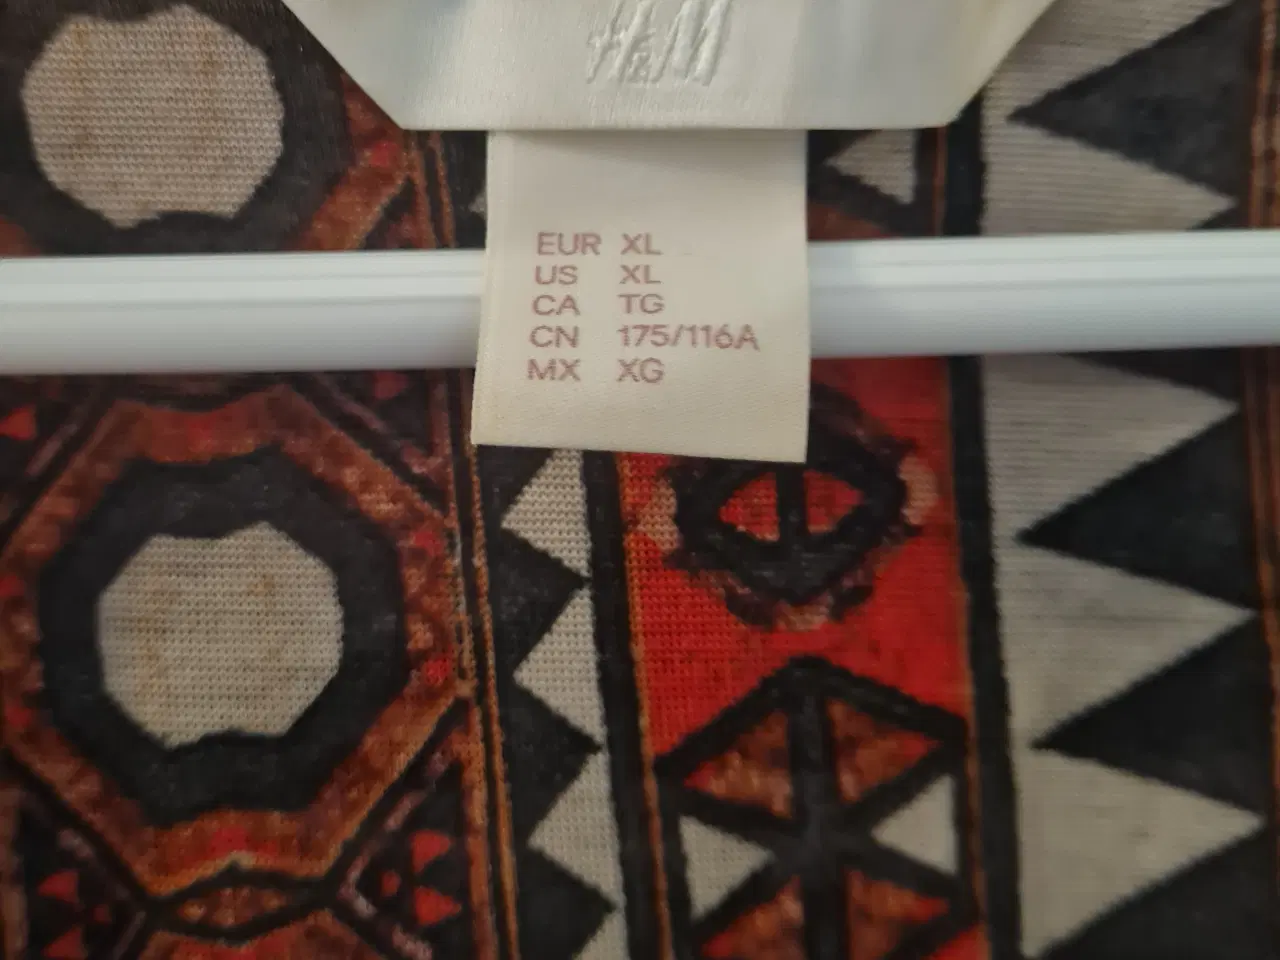 H&M
EUR XL
US XL
CA TG
CN 175/116A
MX XG